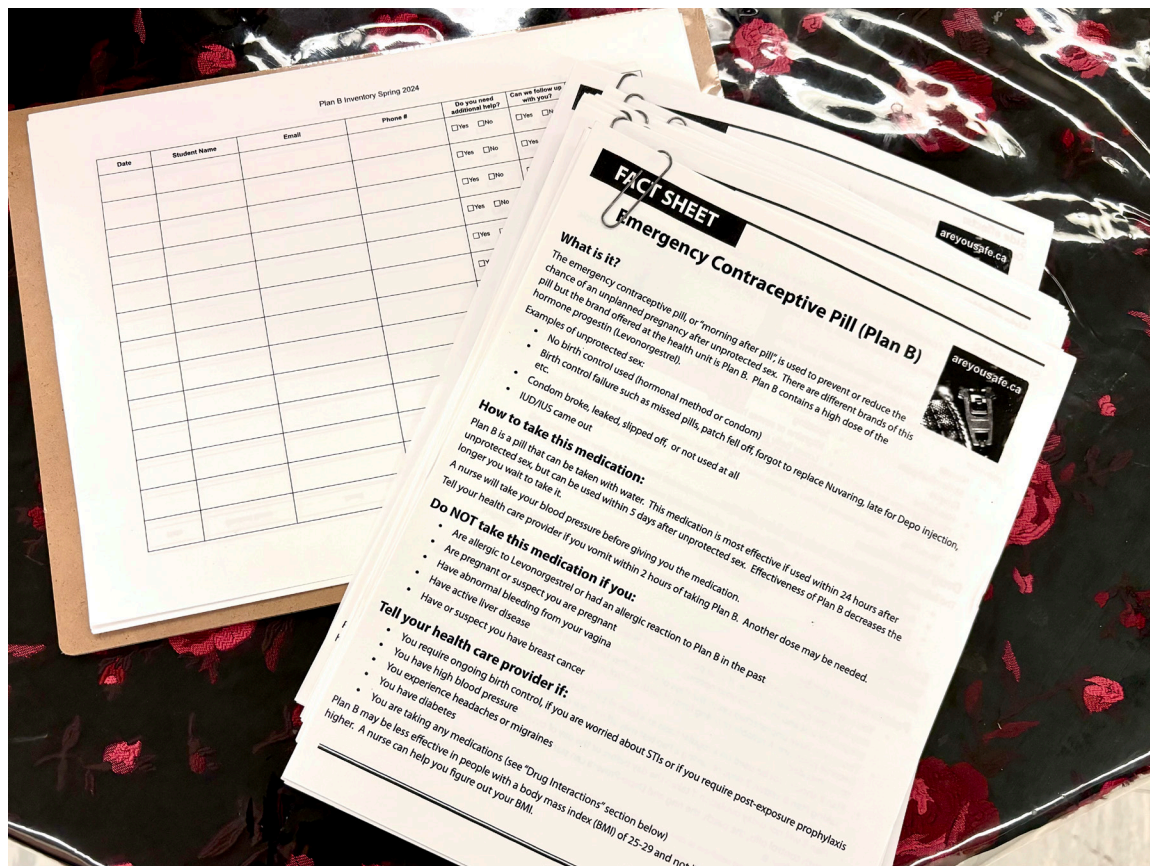 Plan B Inventory Spring 2024
Date Student Name Email Phone # Do you need additional help? Can we follow up with you?
☐Yes ☐No ☐Yes ☐N
☐Yes ☐No ☐Yes
☐Yes ☐No
☐Yes ☐No
☐Yes
☐Y
areyousafe.ca
FACT SHEET
Emergency Contraceptive Pill (Plan B)
areyousafe.ca
What is it?
The emergency contraceptive pill, or "morning after pill", is used to prevent or reduce the
chance of an unplanned pregnancy after unprotected sex. There are different brands of this
pill but the brand offered at the health unit is Plan B. Plan B contains a high dose of the
hormone progestin (Levonorgestrel).
Examples of unprotected sex:
• No birth control used (hormonal method or condom)
• Birth control failure such as missed pills, patch fell off, forgot to replace Nuvaring, late for Depo injection,
etc.
• Condom broke, leaked, slipped off, or not used at all
• IUD/IUS came out
How to take this medication:
Plan B is a pill that can be taken with water. This medication is most effective if used within 24 hours after
unprotected sex, but can be used within 5 days after unprotected sex. Effectiveness of Plan B decreases the
longer you wait to take it.
A nurse will take your blood pressure before giving you the medication.
Tell your health care provider if you vomit within 2 hours of taking Plan B. Another dose may be needed.
Do NOT take this medication if you:
• Are allergic to Levonorgestrel or had an allergic reaction to Plan B in the past
• Are pregnant or suspect you are pregnant
• Have abnormal bleeding from your vagina
• Have active liver disease
• Have or suspect you have breast cancer
Tell your health care provider if:
• You require ongoing birth control, if you are worried about STIs or if you require post-exposure prophylaxis
• You have high blood pressure
• You experience headaches or migraines
• You have diabetes
• You are taking any medications (see "Drug Interactions" section below)
Plan B may be less effective in people with a body mass index (BMI) of 25-29 and not
higher. A nurse can help you figure out your BMI.